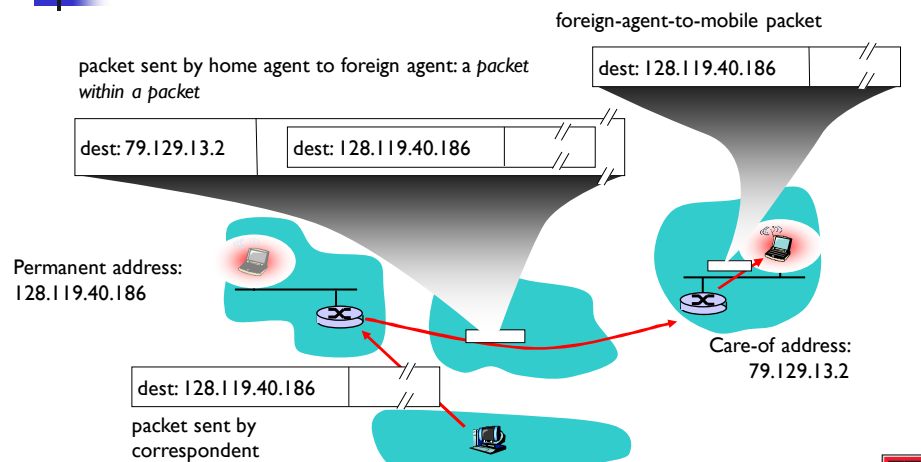 foreign-agent-to-mobile packet
dest: 128.119.40.186
packet sent by home agent to foreign agent: a packet
within a packet
dest: 79.129.13.2
dest: 128.119.40.186
Permanent address:
128.119.40.186
Care-of address:
79.129.13.2
dest: 128.119.40.186
packet sent by
correspondent